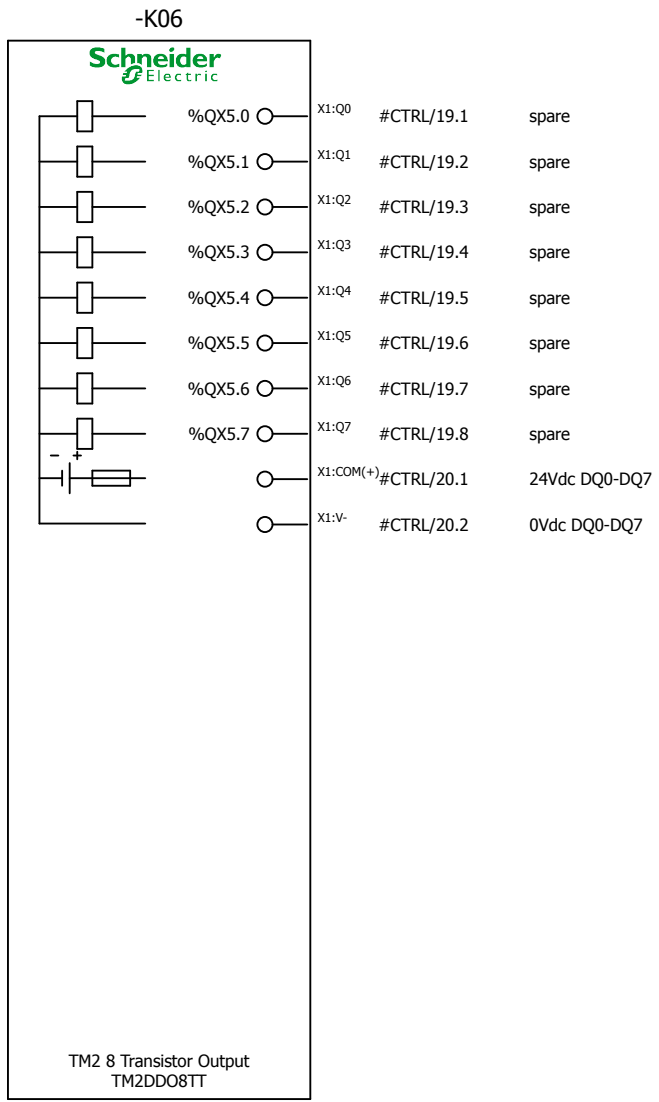 -K06
Schneider
Electric
%QX5.0 X1:Q0 #CTRL/19.1 spare
%QX5.1 X1:Q1 #CTRL/19.2 spare
%QX5.2 X1:Q2 #CTRL/19.3 spare
%QX5.3 X1:Q3 #CTRL/19.4 spare
%QX5.4 X1:Q4 #CTRL/19.5 spare
%QX5.5 X1:Q5 #CTRL/19.6 spare
%QX5.6 X1:Q6 #CTRL/19.7 spare
%QX5.7 X1:Q7 #CTRL/19.8 spare
- +
X1:COM(+) #CTRL/20.1 24Vdc DQ0-DQ7
X1:V- #CTRL/20.2 0Vdc DQ0-DQ7
TM2 8 Transistor Output
TM2DDO8TT